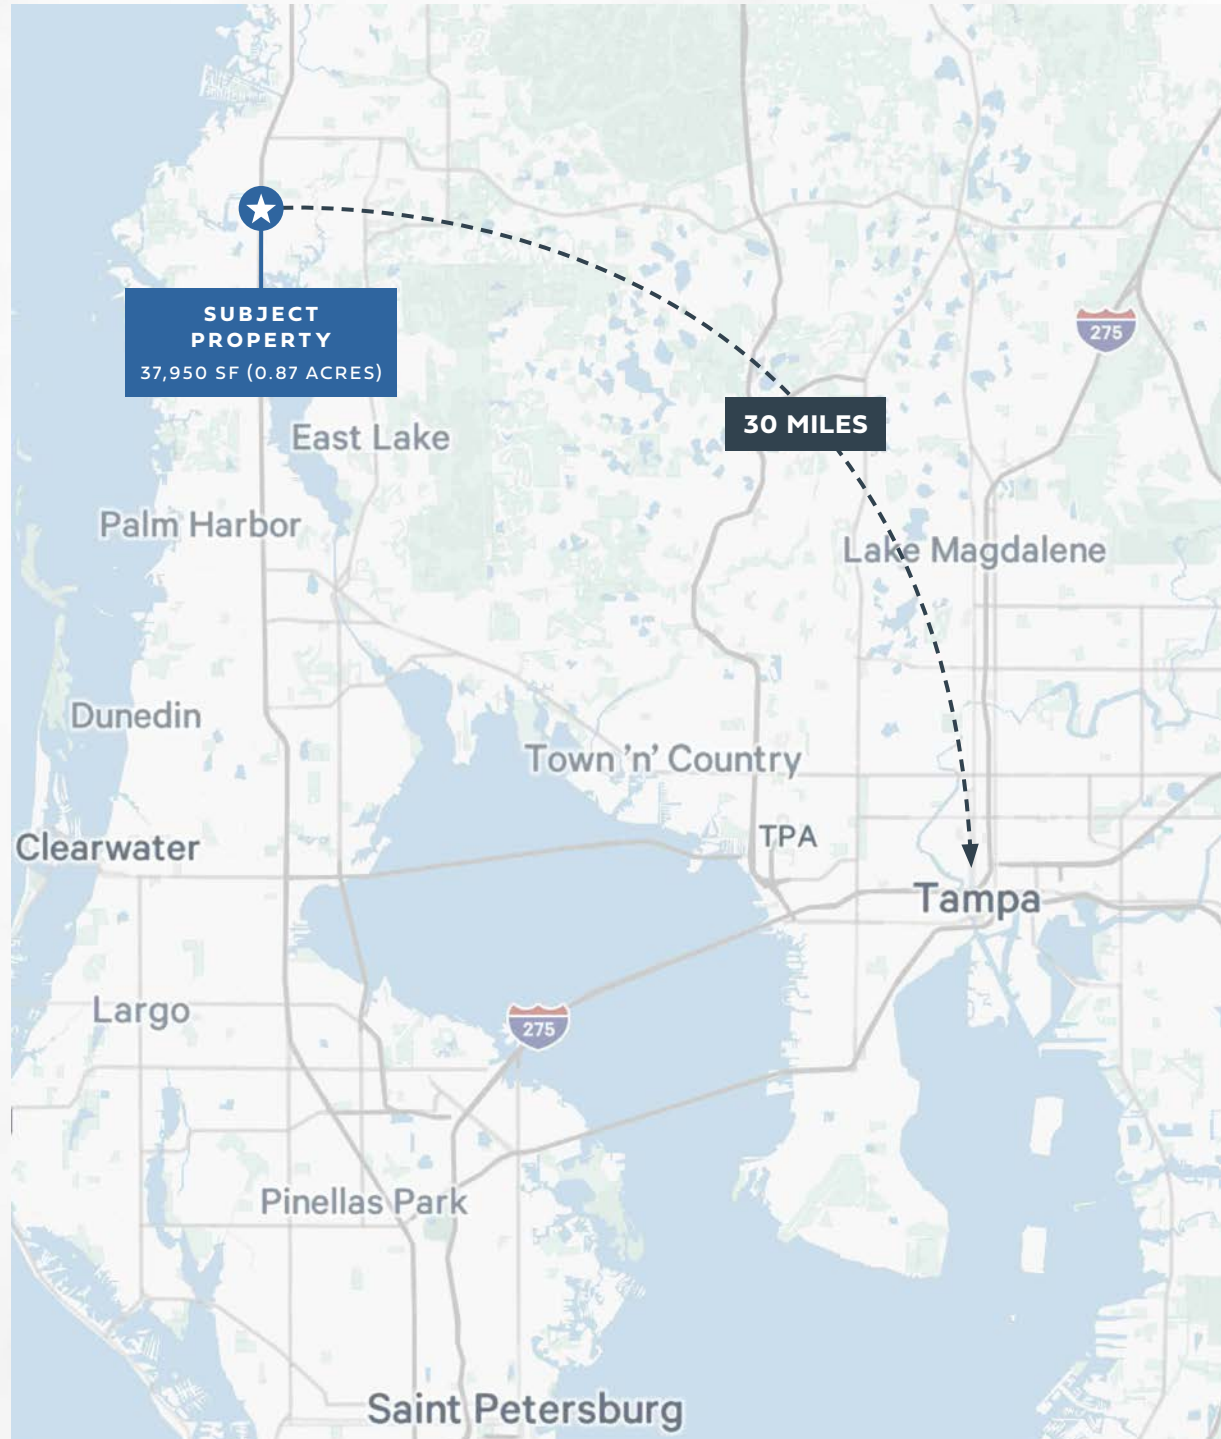 SUBJECT
PROPERTY
37,950 SF (0.87 ACRES)
275
30 MILES
East Lake
Palm Harbor
Lake Magdalene
Dunedin
Town 'n' Country
TPA
Clearwater
Tampa
Largo
275
Pinellas Park
Saint Petersburg